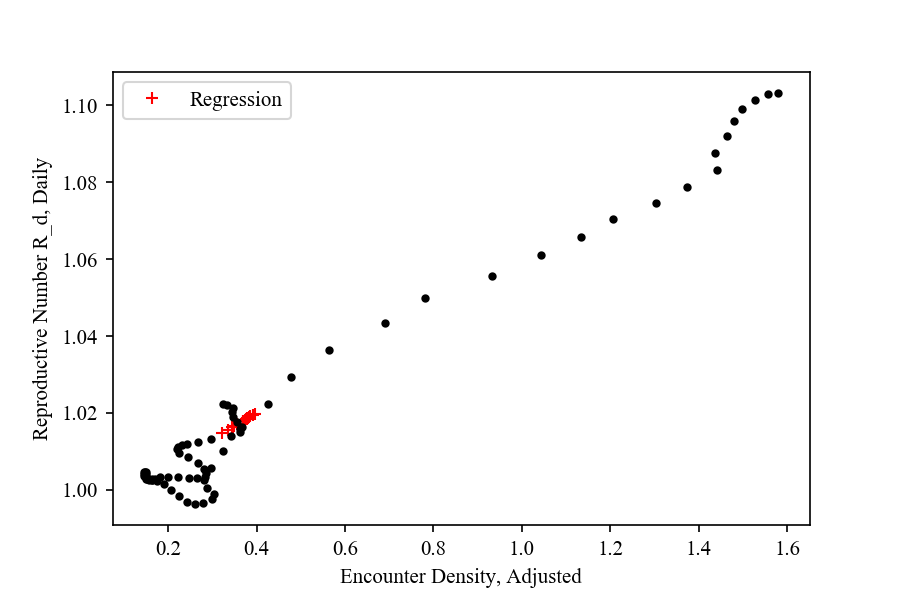 Regression
1.10
1.08
1.06
1.04
1.02
1.00
Reproductive Number R_d, Daily
0.2 0.4 0.6 0.8 1.0 1.2 1.4 1.6
Encounter Density, Adjusted